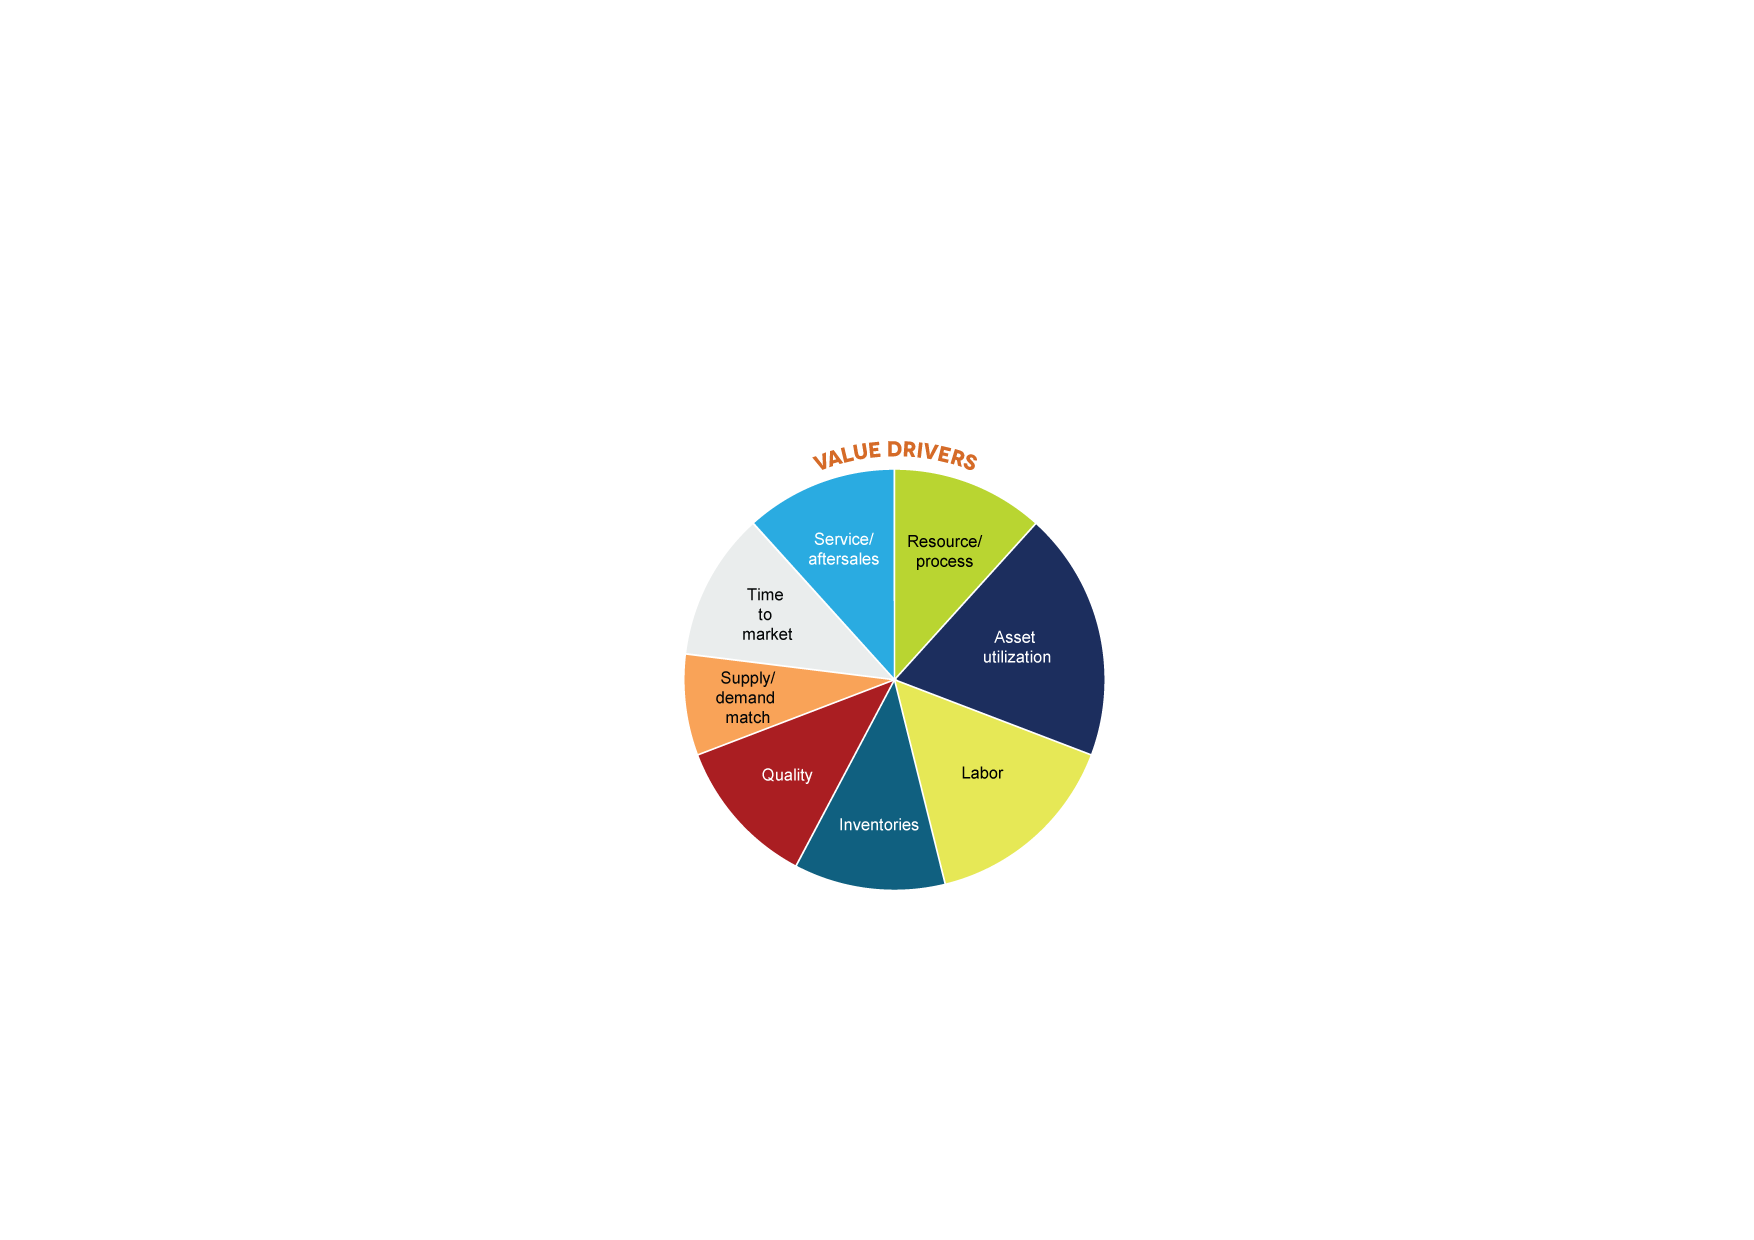 VALUE DRIVERS
Service/
aftersales
Resource/
process
Time
to
market
Asset
utilization
Supply/
demand
match
Quality
Labor
Inventories